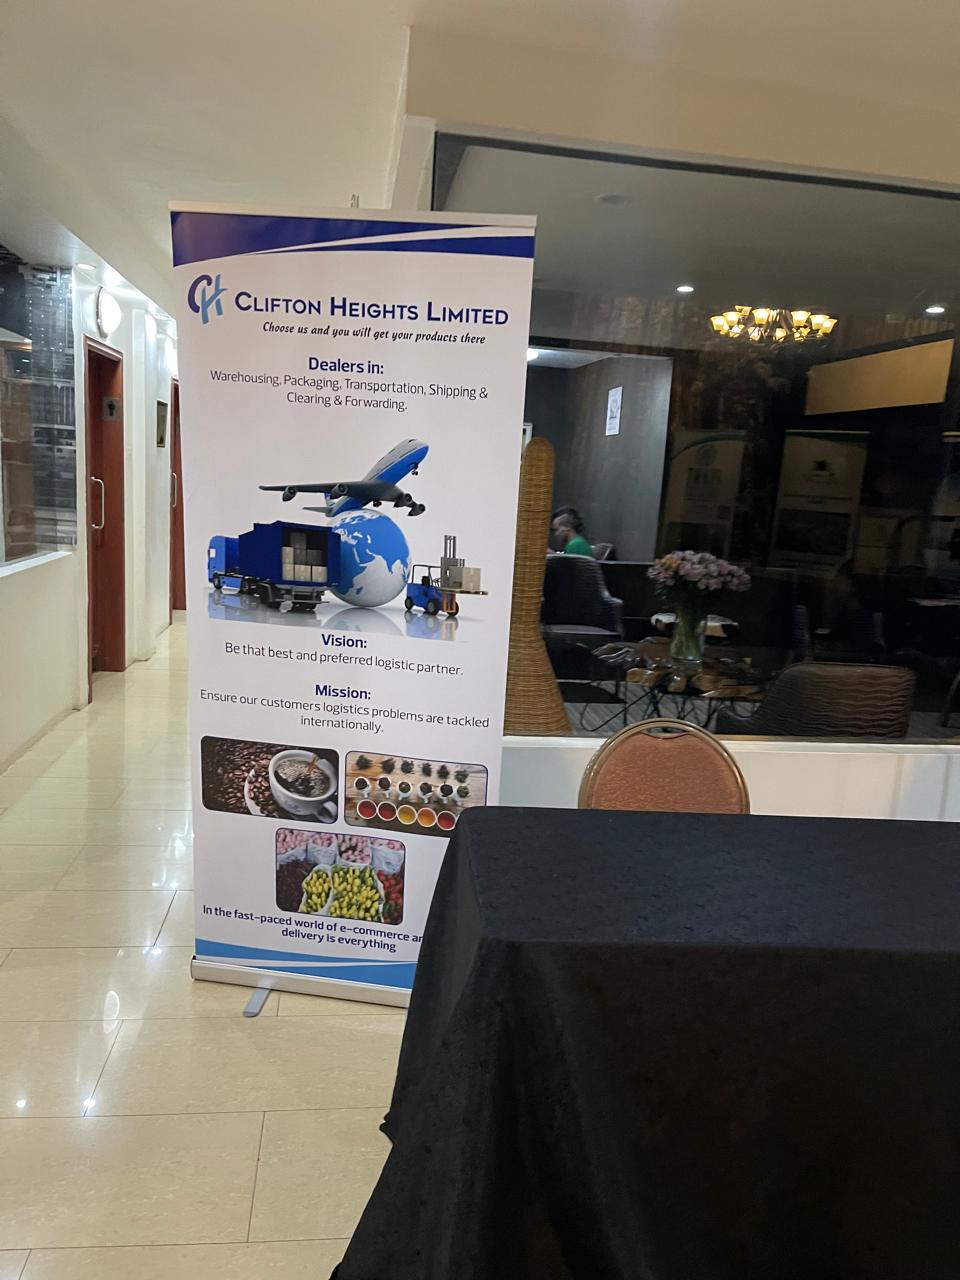 CH CLIFTON HEIGHTS LIMITED
Choose us and you will get your products there
Dealers in:
Warehousing, Packaging, Transportation, Shipping &
Clearing & Forwarding.
Vision:
Be that best and preferred logistic partner.
Mission:
Ensure our customers logistics problems are tackled
internationally.
In the fast-paced world of e-commerce
delivery is everything